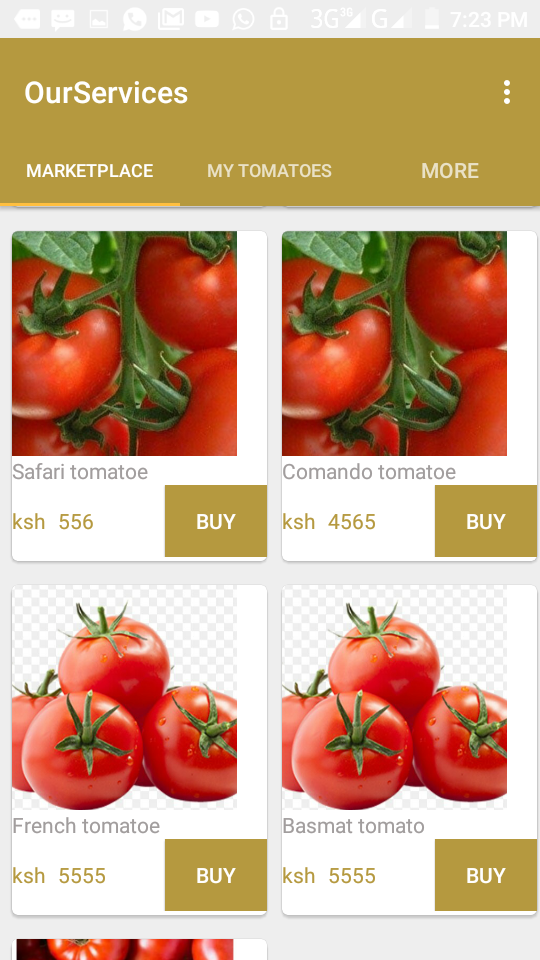 3G 3G G 7:23 PM
OurServices
MARKETPLACE MY TOMATOES MORE
Safari tomatoe Comando tomatoe
ksh 556 BUY ksh 4565 BUY
French tomatoe Basmat tomato
ksh 5555 BUY ksh 5555 BUY